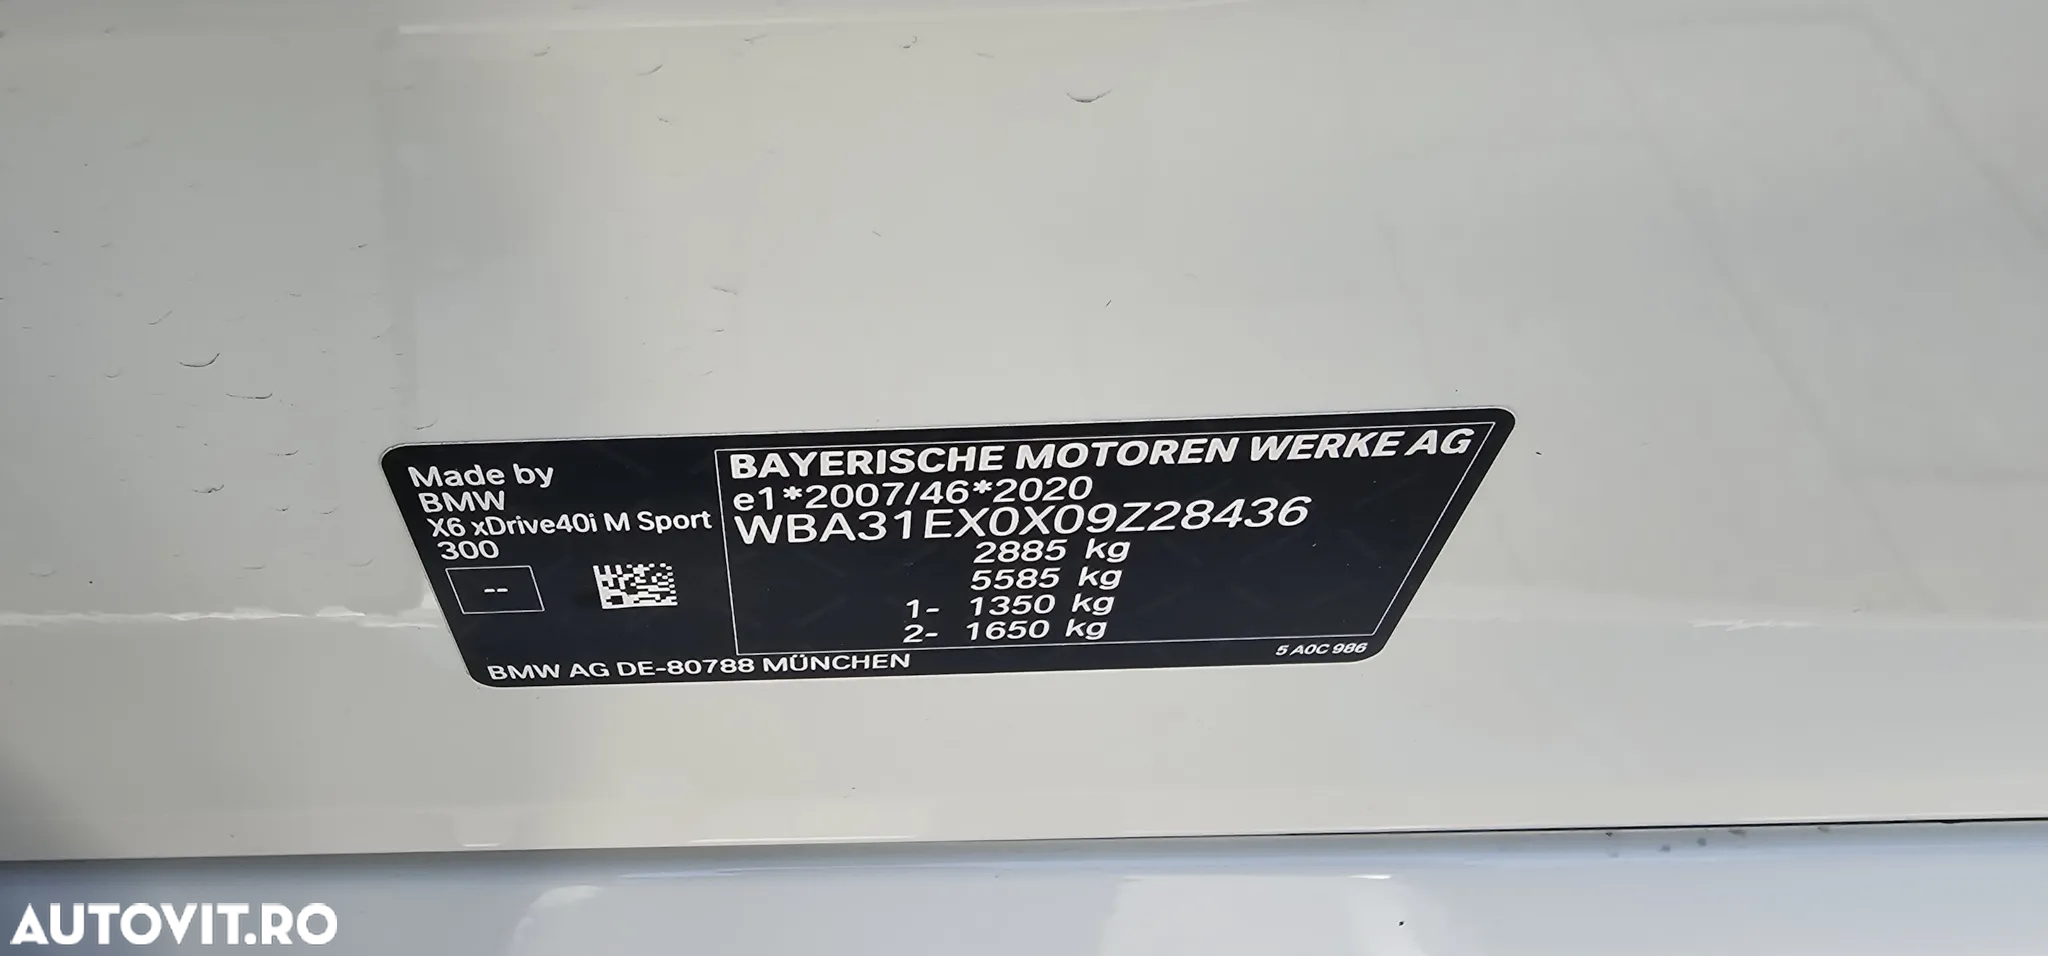 Made by
BMW
X6 xDrive40i M Sport
300
--
BAYERISCHE MOTOREN WERKE AG
e1*2007/46*2020
WBA31EX0X09Z28436
2885 kg
5585 kg
1- 1350 kg
2- 1650 kg
BMW AG DE-80788 MÜNCHEN
5 A0C 986
AUTOVIT.RO